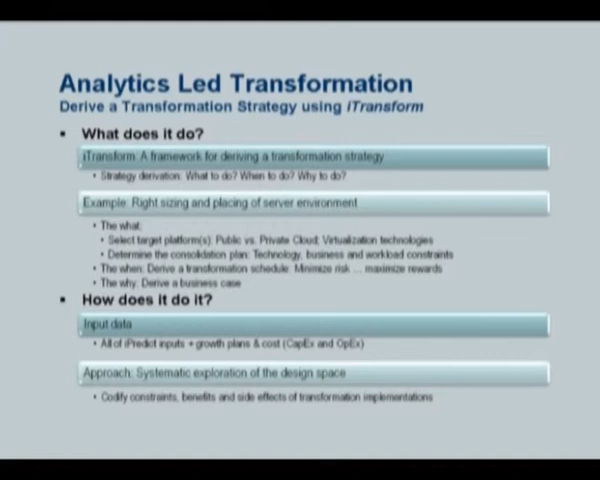 Analytics Led Transformation
Derive a Transformation Strategy using iTransform
▪ What does it do?
iTransform: A framework for deriving a transformation strategy
• Strategy derivation: What to do? When to do? Why to do?
Example: Right sizing and placing of server environment
• The what:
• Select target platform(s): Public vs. Private Cloud; Virtualization technologies
• Determine the consolidation plan: Technology, business and workload constraints
• The when: Derive a transformation schedule: Minimize risk ... maximize rewards
• The why: Derive a business case
▪ How does it do it?
Input data
• All of iPredict inputs + growth plans & cost (CapEx and OpEx)
Approach: Systematic exploration of the design space
• Codify constraints, benefits and side effects of transformation implementations